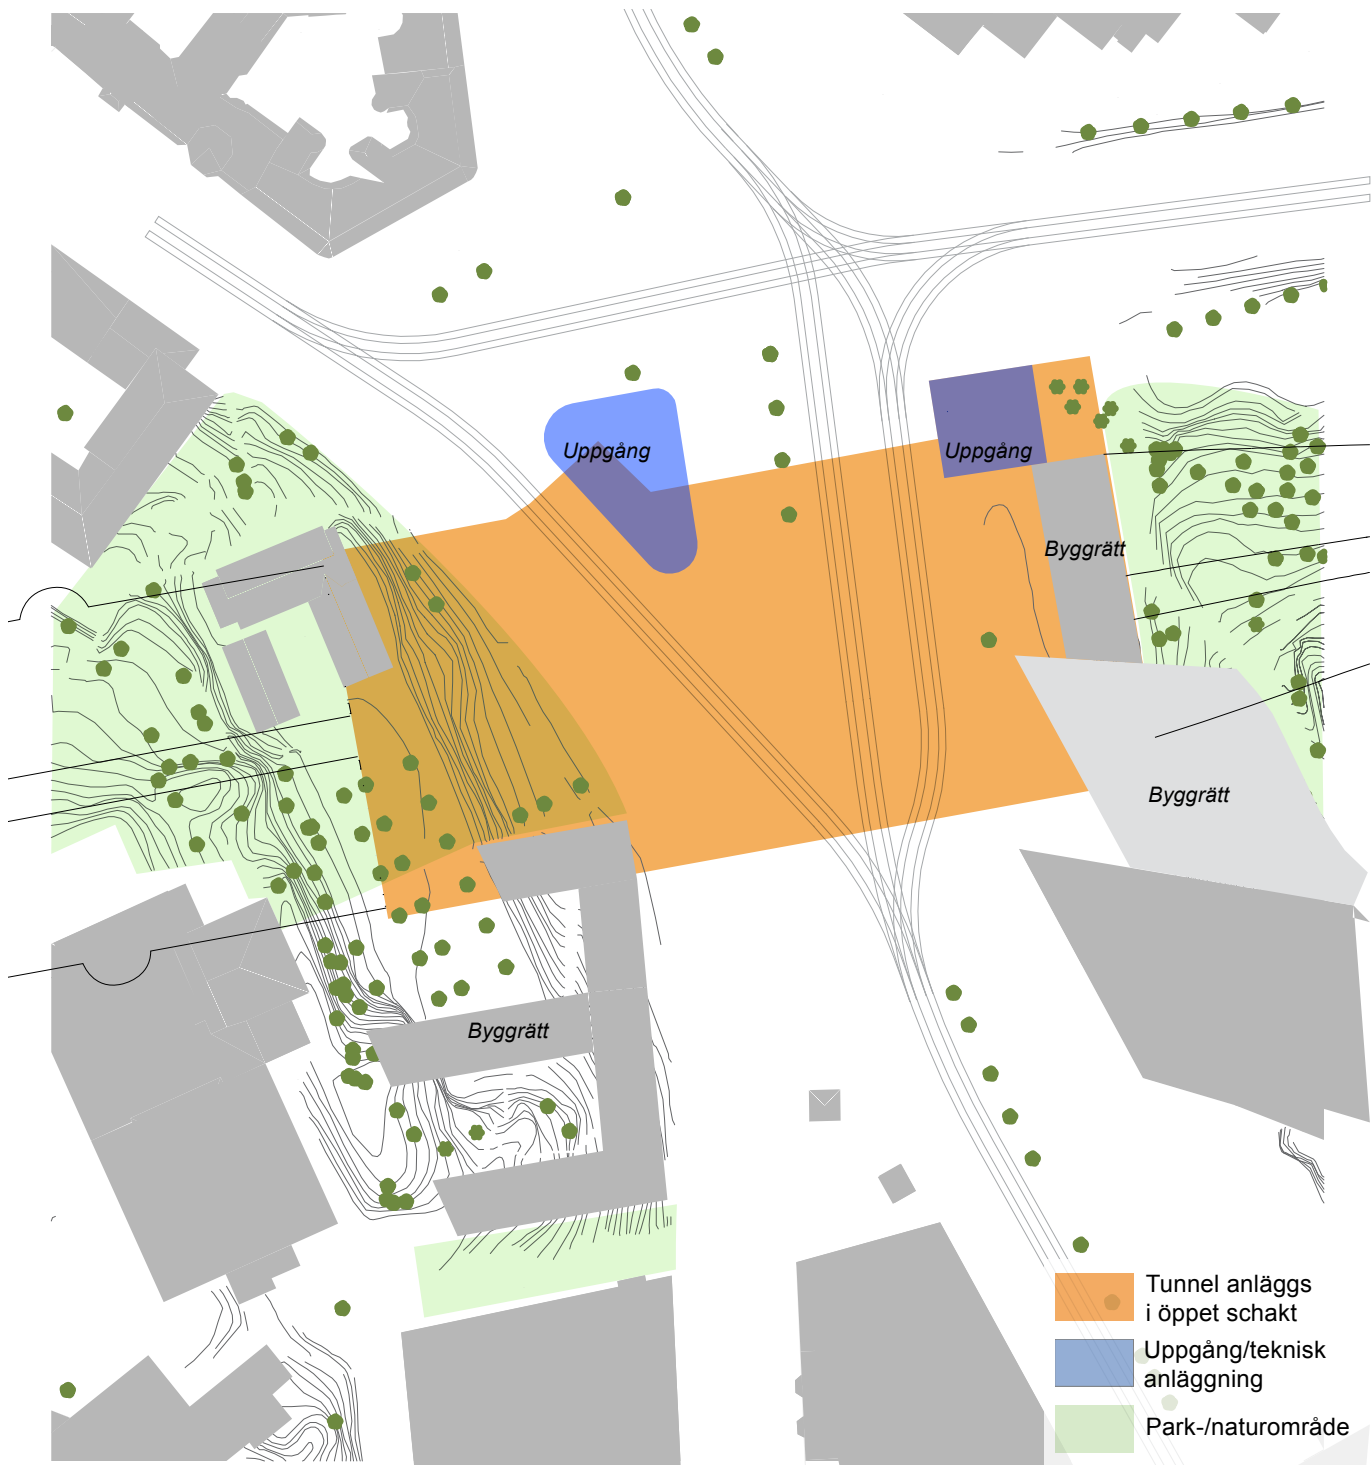 Uppgång
Uppgång
Byggrätt
Byggrätt
Byggrätt
Tunnel anläggs
i öppet schakt
Uppgång/teknisk
anläggning
Park-/naturområde